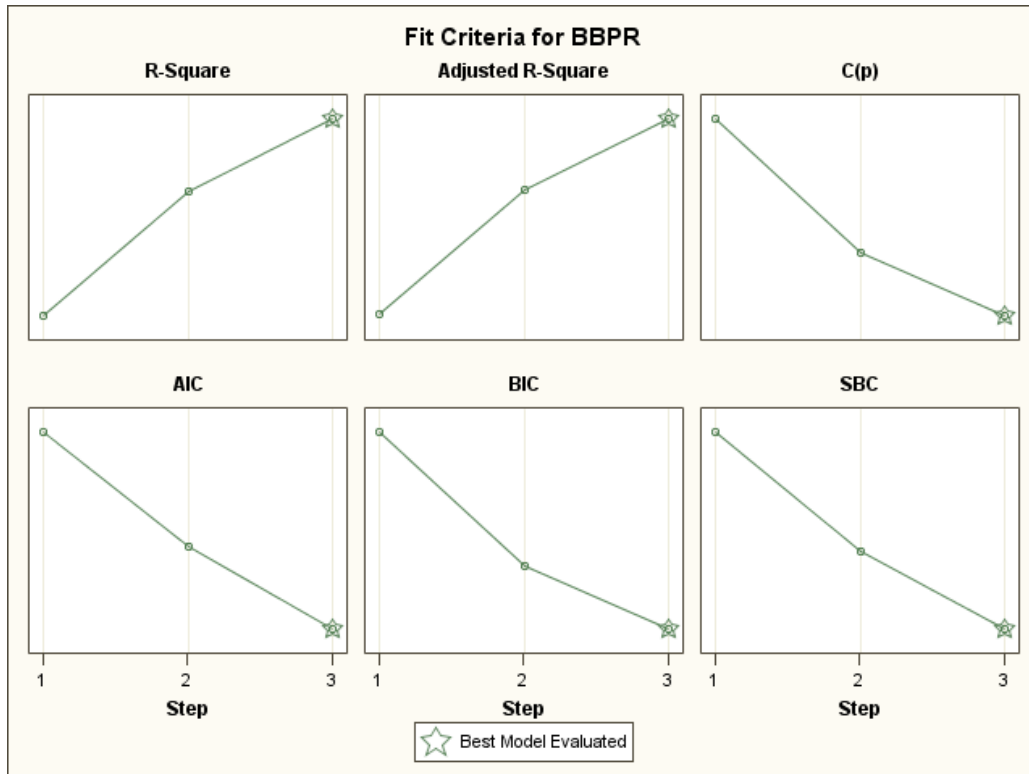 Fit Criteria for BBPR
R-Square Adjusted R-Square C(p)
AIC BIC SBC
1 2 3 1 2 3 1 2 3
Step Step Step
Best Model Evaluated